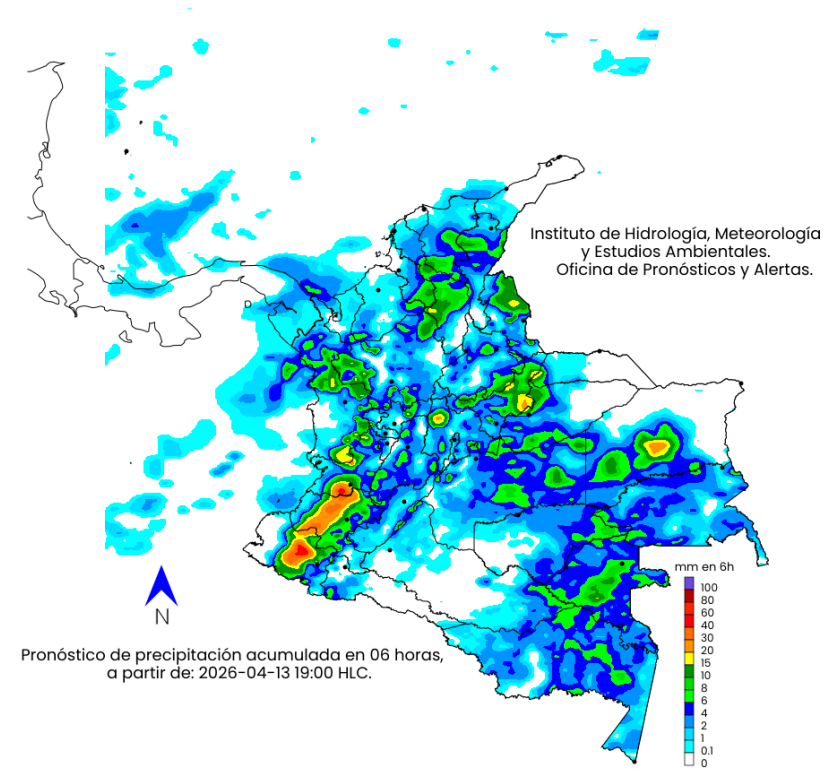 Instituto de Hidrología, Meteorología
y Estudios Ambientales.
Oficina de Pronósticos y Alertas.
mm en 6h
100
80
60
40
30
20
15
10
8
6
4
2
1
0.1
0
N
Pronóstico de precipitación acumulada en 06 horas,
a partir de: 2026-04-13 19:00 HLC.